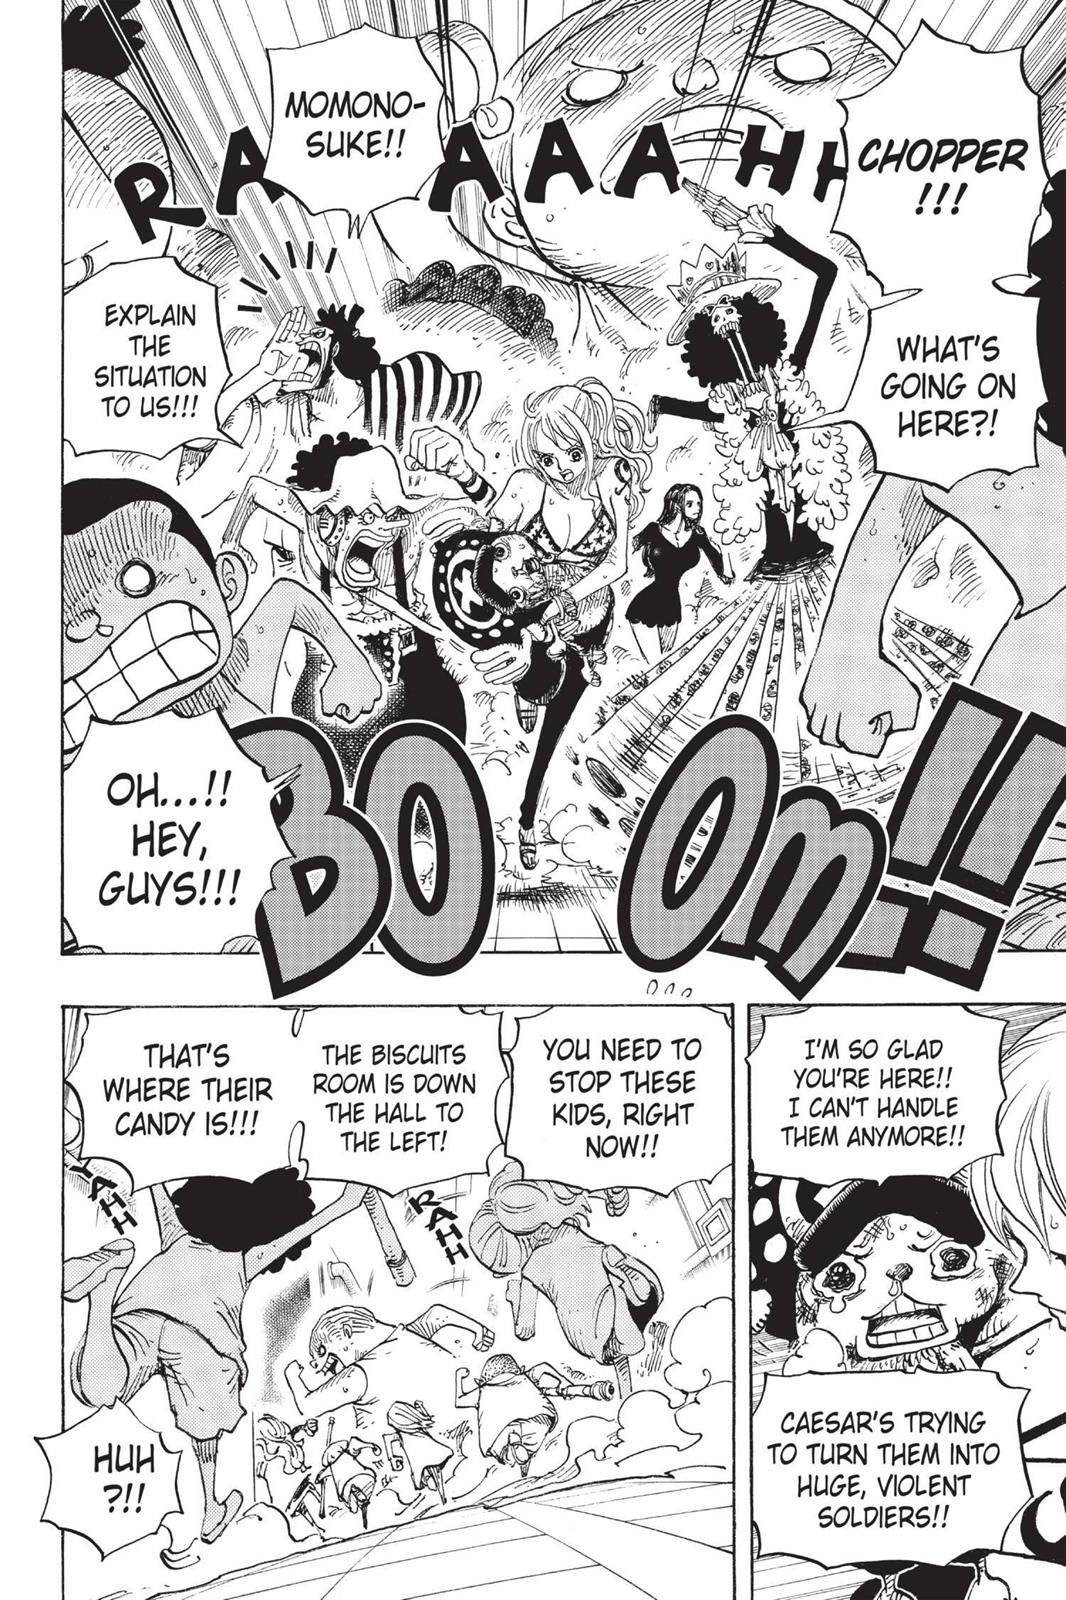 CHOPPER
!!!
WHAT'S
GOING ON
HERE?!
MOMONO-
SUKE!!
RAAAAAHH
EXPLAIN
THE
SITUATION
TO US!!!
OH...!!
HEY,
GUYS!!!
BOOM!!
I'M SO GLAD
YOU'RE HERE!!
I CAN'T HANDLE
THEM ANYMORE!!
CAESAR'S TRYING
TO TURN THEM INTO
HUGE, VIOLENT
SOLDIERS!!
YOU NEED TO
STOP THESE
KIDS, RIGHT
NOW!!
THE BISCUITS
ROOM IS DOWN
THE HALL TO
THE LEFT!
THAT'S
WHERE THEIR
CANDY IS!!!
RAHH
YAHH
HUH
?!!